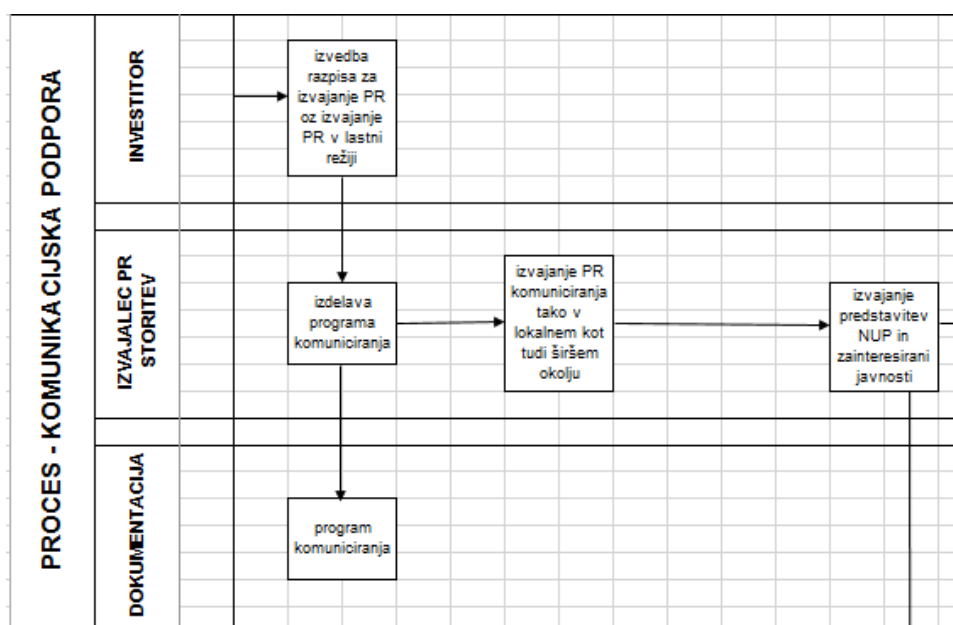 PROCES - KOMUNIKACIJSKA PODPORA
INVESTITOR
izvedba
razpisa za
izvajanje PR
oz izvajanje
PR v lastni
režiji
IZVAJALEC PR
STORITEV
izdelava
programa
komuniciranja
izvajanje PR
komuniciranja
tako v
lokalnem kot
tudi širšem
okolju
izvajanje
predstavitev
NUP in
zainteresirani
javnosti
DOKUMENTACIJA
program
komuniciranja